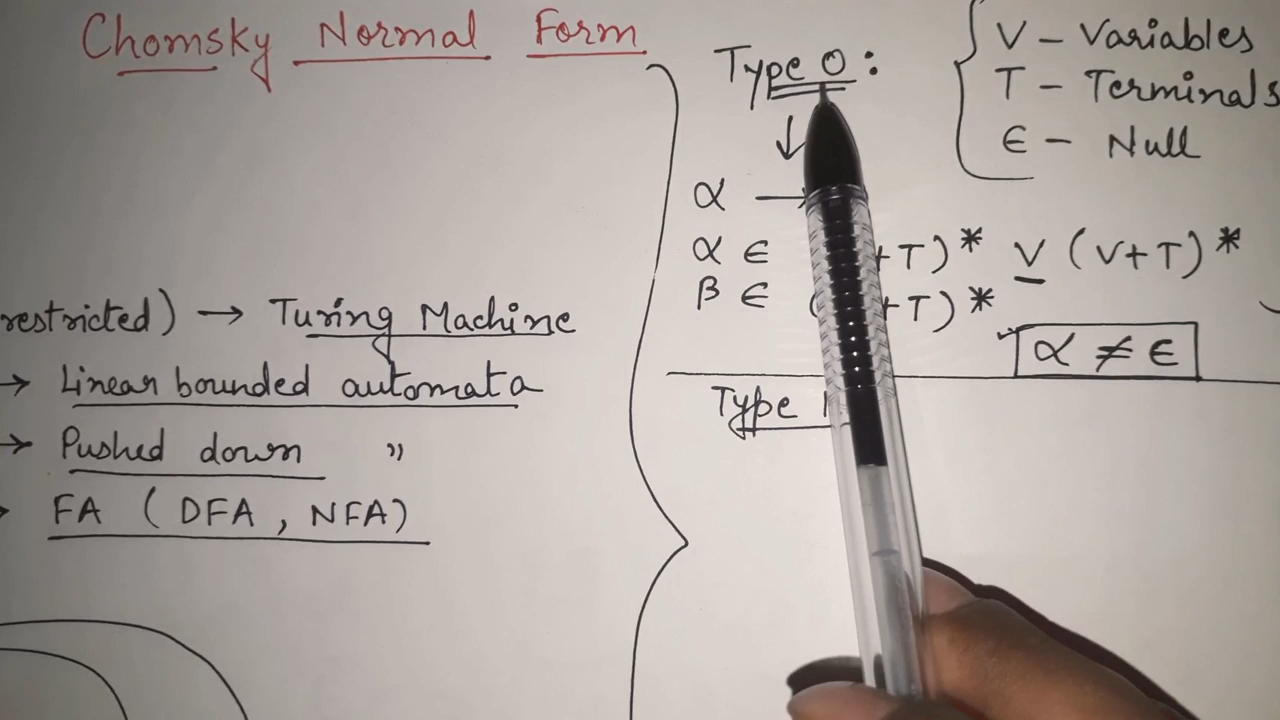 Chomsky Normal Form
restricted) → Turing Machine
→ Linear bounded automata
→ Pushed down "
FA (DFA, NFA)
Type 0 :
↓
α →
α ∈ +T)* V (V+T)*
β ∈ ( +T)*
α ≠ ∈
Type 1
V – Variables
T – Terminals
∈ – Null